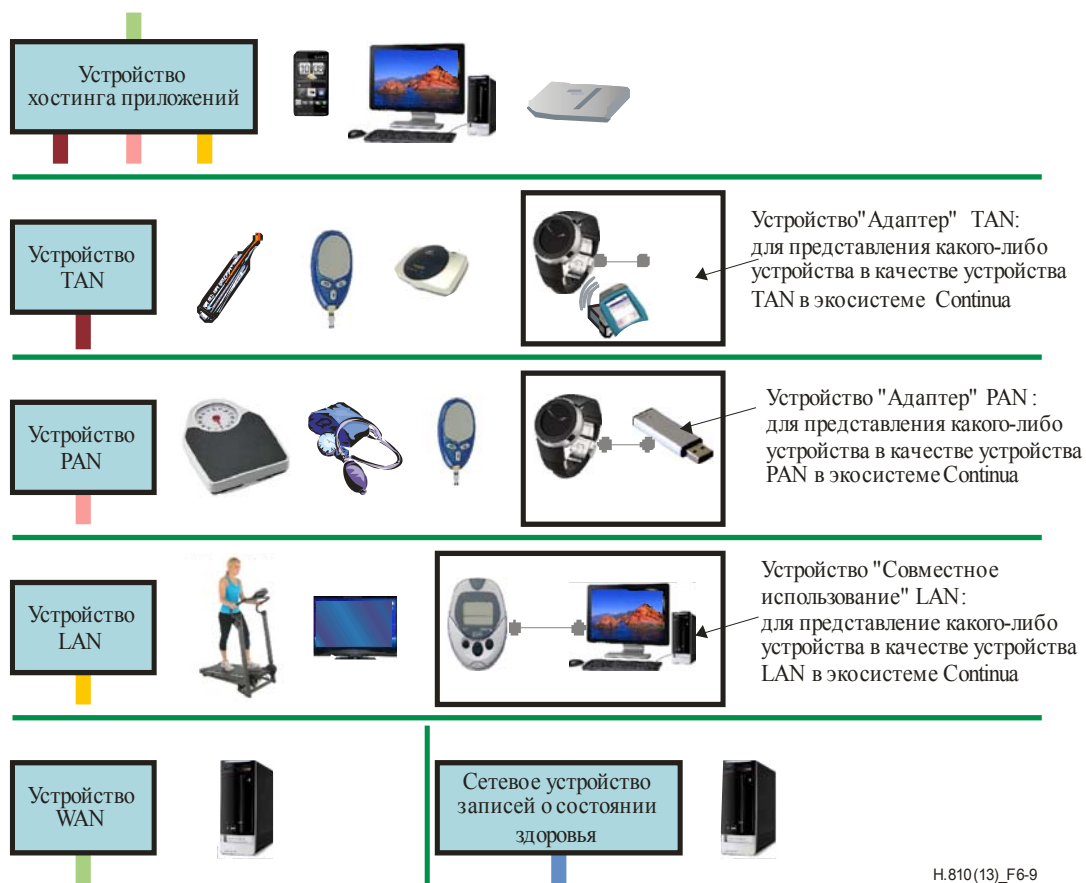 Устройство
хостинга приложений
Устройство
TAN
Устройство"Адаптер" TAN:
для представления какого-либо
устройства в качестве устройства
TAN в экосистеме Continua
Устройство
PAN
Устройство "Адаптер" PAN :
для представления какого-либо
устройства в качестве устройства
PAN в экосистеме Continua
Устройство
LAN
Устройство "Совместное
использование" LAN:
для представление какого-либо
устройства в качестве устройства
LAN в экосистеме Continua
Устройство
WAN
Сетевое устройство
записей о состоянии
здоровья
H.810(13)_F6-9